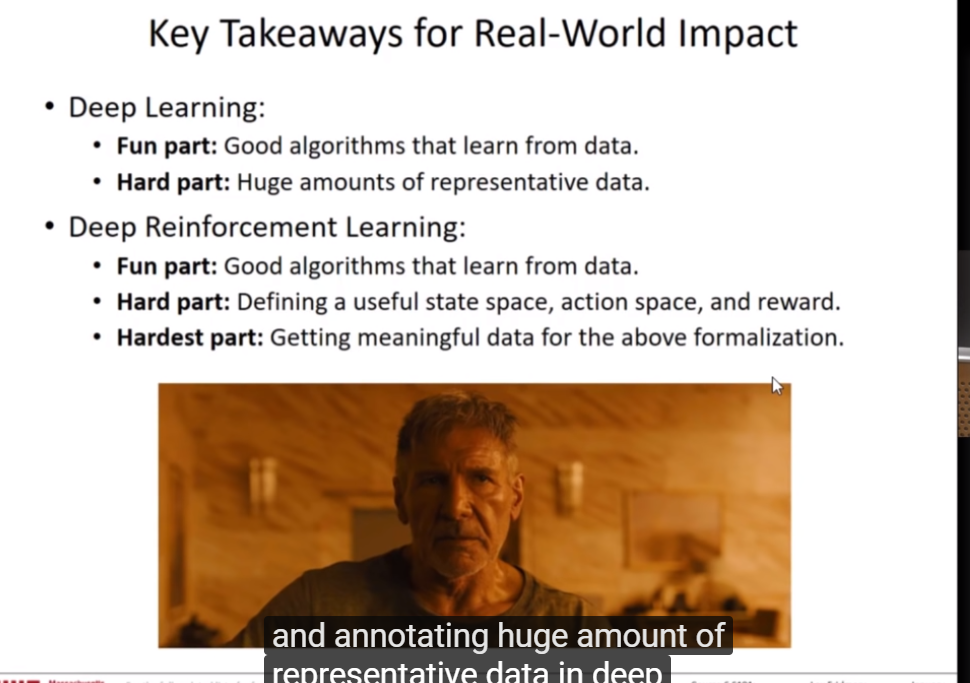 Key Takeaways for Real-World Impact
• Deep Learning:
• Fun part: Good algorithms that learn from data.
• Hard part: Huge amounts of representative data.
• Deep Reinforcement Learning:
• Fun part: Good algorithms that learn from data.
• Hard part: Defining a useful state space, action space, and reward.
• Hardest part: Getting meaningful data for the above formalization.
and annotating huge amount of
representative data in deep